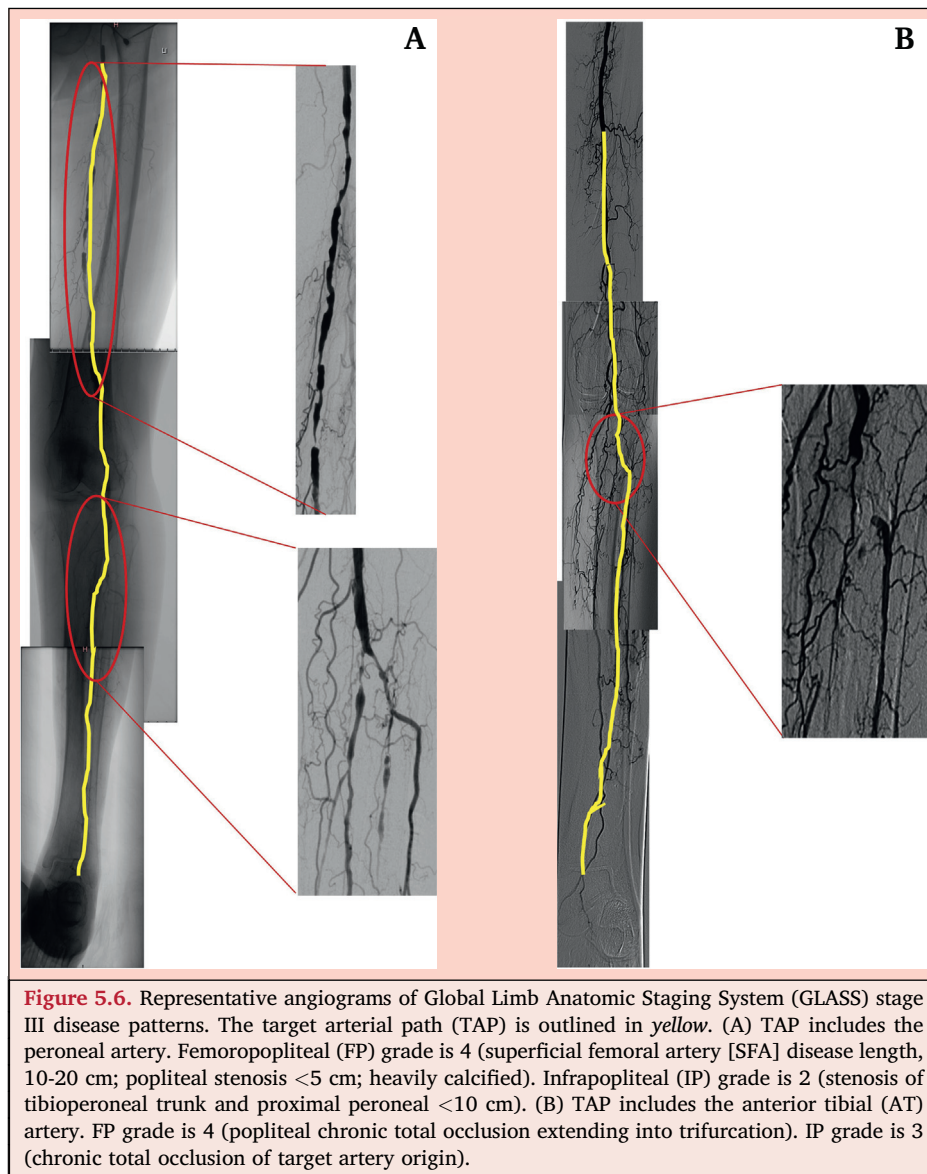 A
B
H
H
Figure 5.6. Representative angiograms of Global Limb Anatomic Staging System (GLASS) stage
III disease patterns. The target arterial path (TAP) is outlined in yellow. (A) TAP includes the
peroneal artery. Femoropopliteal (FP) grade is 4 (superficial femoral artery [SFA] disease length,
10-20 cm; popliteal stenosis <5 cm; heavily calcified). Infrapopliteal (IP) grade is 2 (stenosis of
tibioperoneal trunk and proximal peroneal <10 cm). (B) TAP includes the anterior tibial (AT)
artery. FP grade is 4 (popliteal chronic total occlusion extending into trifurcation). IP grade is 3
(chronic total occlusion of target artery origin).